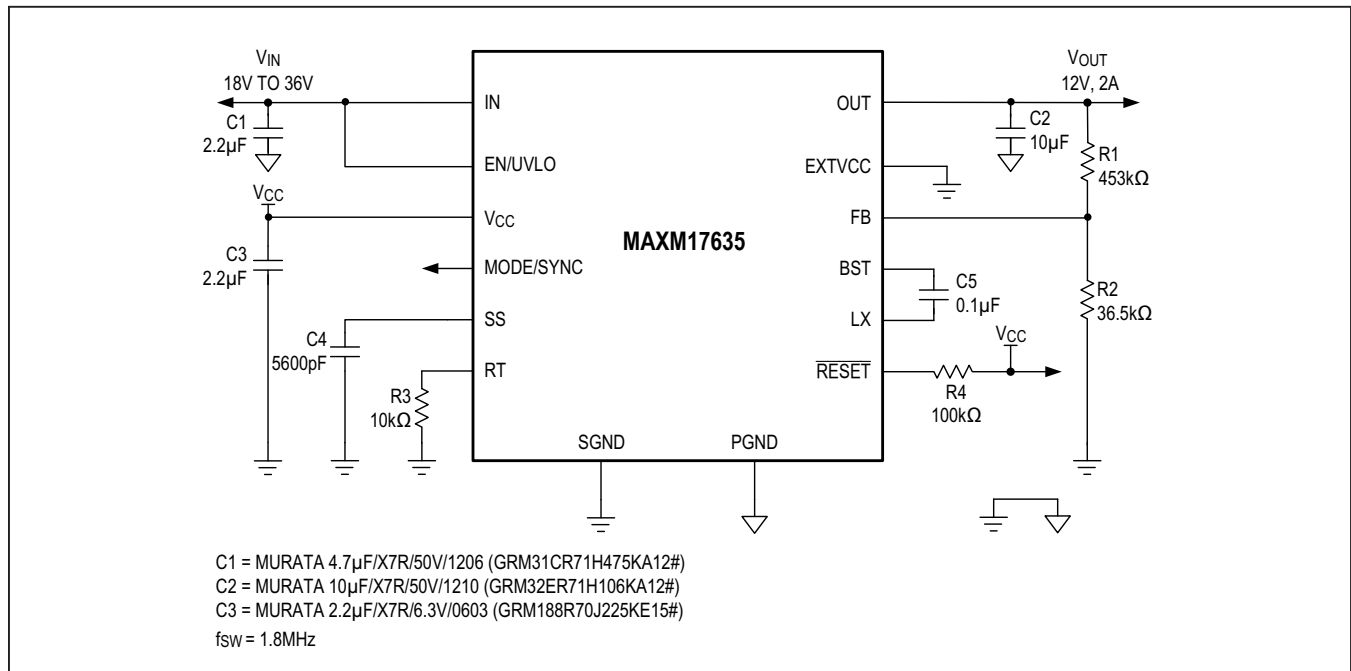 VIN
18V TO 36V
C1
2.2µF
VCC
C3
2.2µF
C4
5600pF
R3
10kΩ
IN
EN/UVLO
VCC
MODE/SYNC
SS
RT
MAXM17635
SGND
PGND
OUT
EXTVCC
FB
BST
LX
RESET
VOUT
12V, 2A
C2
10µF
R1
453kΩ
C5
0.1µF
R2
36.5kΩ
VCC
R4
100kΩ
C1 = MURATA 4.7µF/X7R/50V/1206 (GRM31CR71H475KA12#)
C2 = MURATA 10µF/X7R/50V/1210 (GRM32ER71H106KA12#)
C3 = MURATA 2.2µF/X7R/6.3V/0603 (GRM188R70J225KE15#)
fSW = 1.8MHz